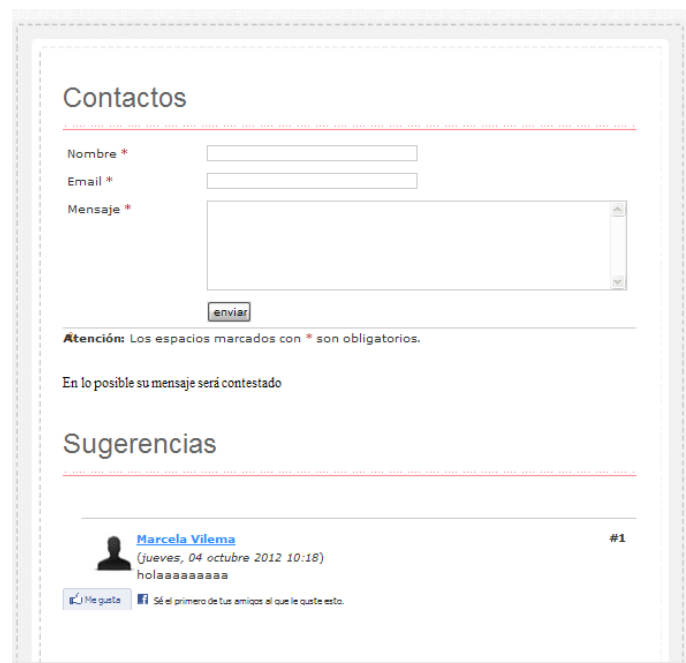 Contactos
Nombre *
Email *
Mensaje *
enviar
Atención: Los espacios marcados con * son obligatorios.
En lo posible su mensaje será contestado
Sugerencias
Marcela Vilema #1
(jueves, 04 octubre 2012 10:18)
holaaaaaaaaa
Me gusta Sé el primero de tus amigos al que le guste esto.